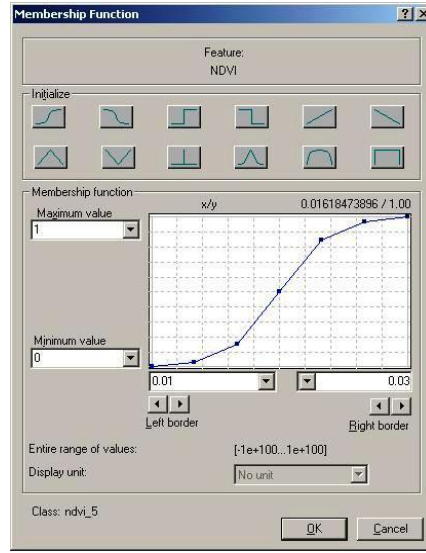 Membership Function
Feature:
NDVI
Initialize
Membership function
Maximum value
x/y
0.01618473896 / 1.00
1
Minimum value
0
0.01
0.03
Left border
Right border
Entire range of values:
[-1e+100...1e+100]
Display unit:
No unit
Class: ndvi_5
OK
Cancel